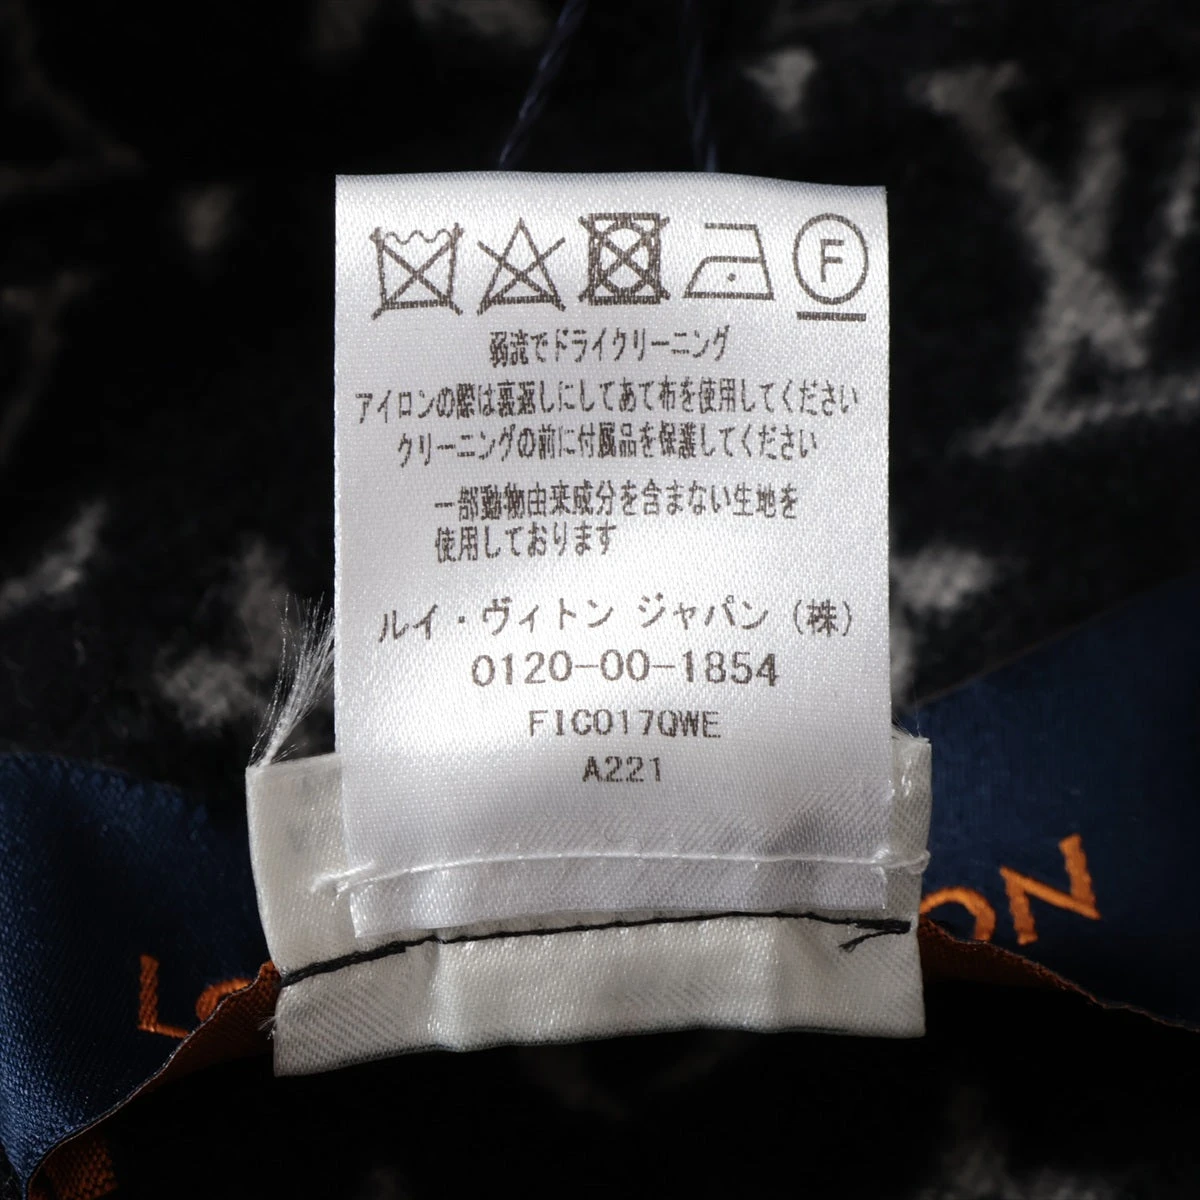 F
弱流でドライクリーニング
アイロンの際は裏返しにしてあて布を使用してください
クリーニングの前に付属品を保護してください
一部動物由来成分を含まない生地を
使用しております
ルイ・ヴィトン ジャパン (株)
0120-00-1854
FIC017QWE
A221